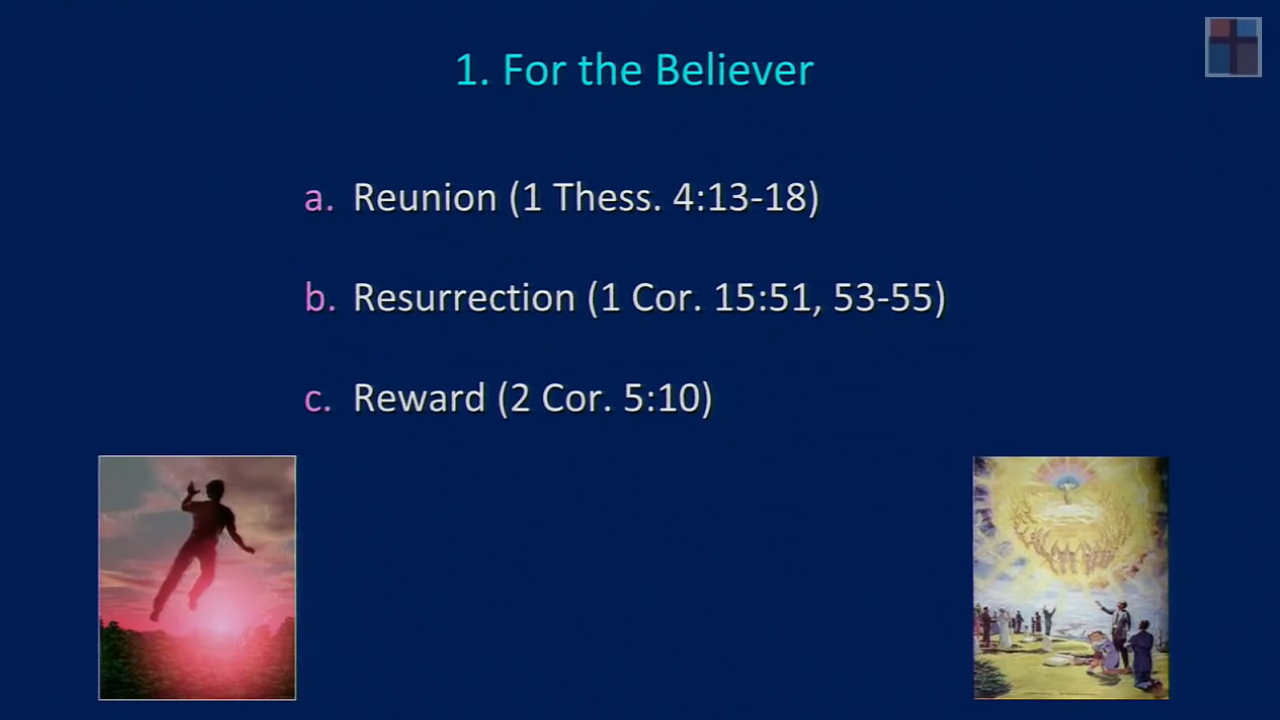 1. For the Believer
a. Reunion (1 Thess. 4:13-18)
b. Resurrection (1 Cor. 15:51, 53-55)
c. Reward (2 Cor. 5:10)